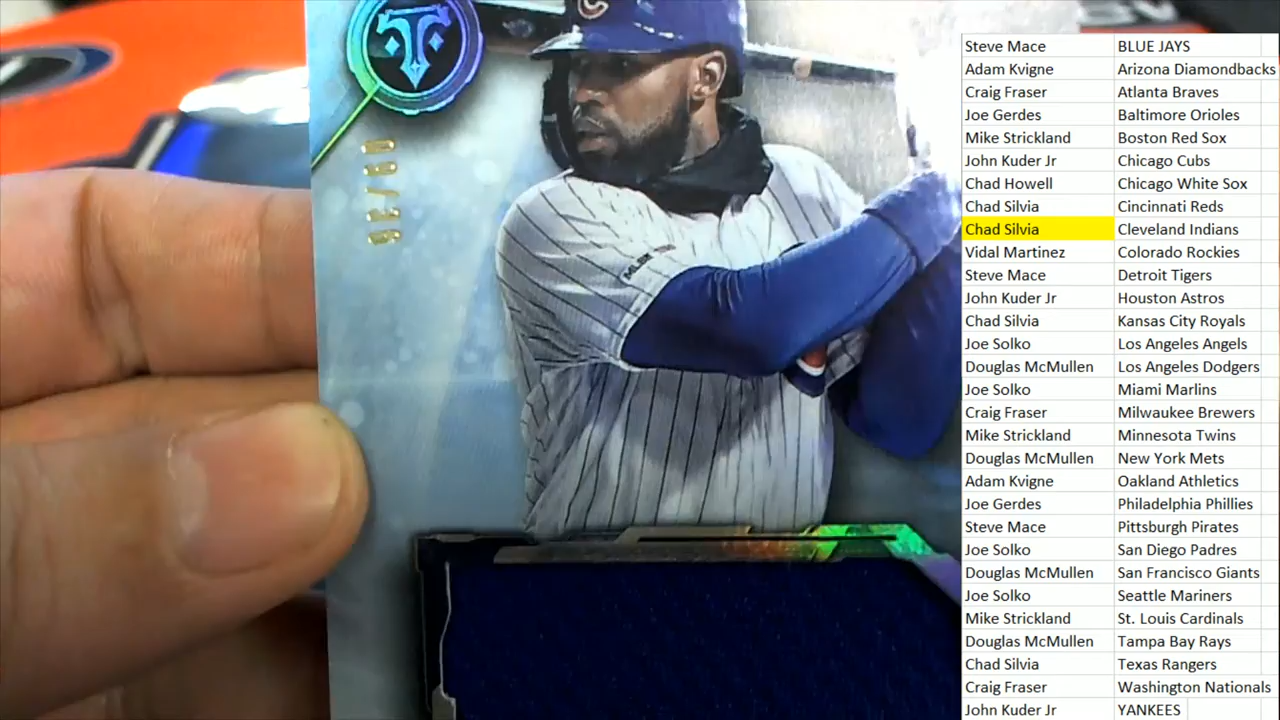 Steve Mace BLUE JAYS
Adam Kvigne Arizona Diamondbacks
Craig Fraser Atlanta Braves
Joe Gerdes Baltimore Orioles
Mike Strickland Boston Red Sox
John Kuder Jr Chicago Cubs
Chad Howell Chicago White Sox
Chad Silvia Cincinnati Reds
Chad Silvia Cleveland Indians
Vidal Martinez Colorado Rockies
Steve Mace Detroit Tigers
John Kuder Jr Houston Astros
Chad Silvia Kansas City Royals
Joe Solko Los Angeles Angels
Douglas McMullen Los Angeles Dodgers
Joe Solko Miami Marlins
Craig Fraser Milwaukee Brewers
Mike Strickland Minnesota Twins
Douglas McMullen New York Mets
Adam Kvigne Oakland Athletics
Joe Gerdes Philadelphia Phillies
Steve Mace Pittsburgh Pirates
Joe Solko San Diego Padres
Douglas McMullen San Francisco Giants
Joe Solko Seattle Mariners
Mike Strickland St. Louis Cardinals
Douglas McMullen Tampa Bay Rays
Chad Silvia Texas Rangers
Craig Fraser Washington Nationals
John Kuder Jr YANKEES